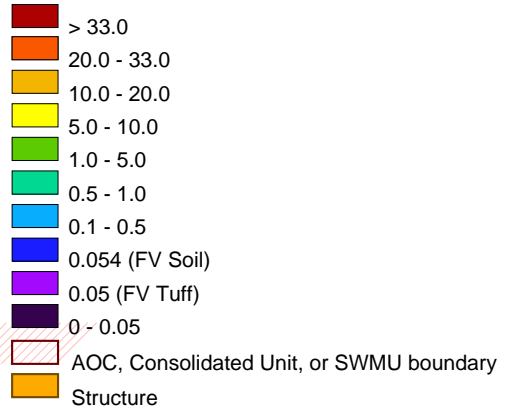 > 33.0
20.0 - 33.0
10.0 - 20.0
5.0 - 10.0
1.0 - 5.0
0.5 - 1.0
0.1 - 0.5
0.054 (FV Soil)
0.05 (FV Tuff)
0 - 0.05
AOC, Consolidated Unit, or SWMU boundary
Structure